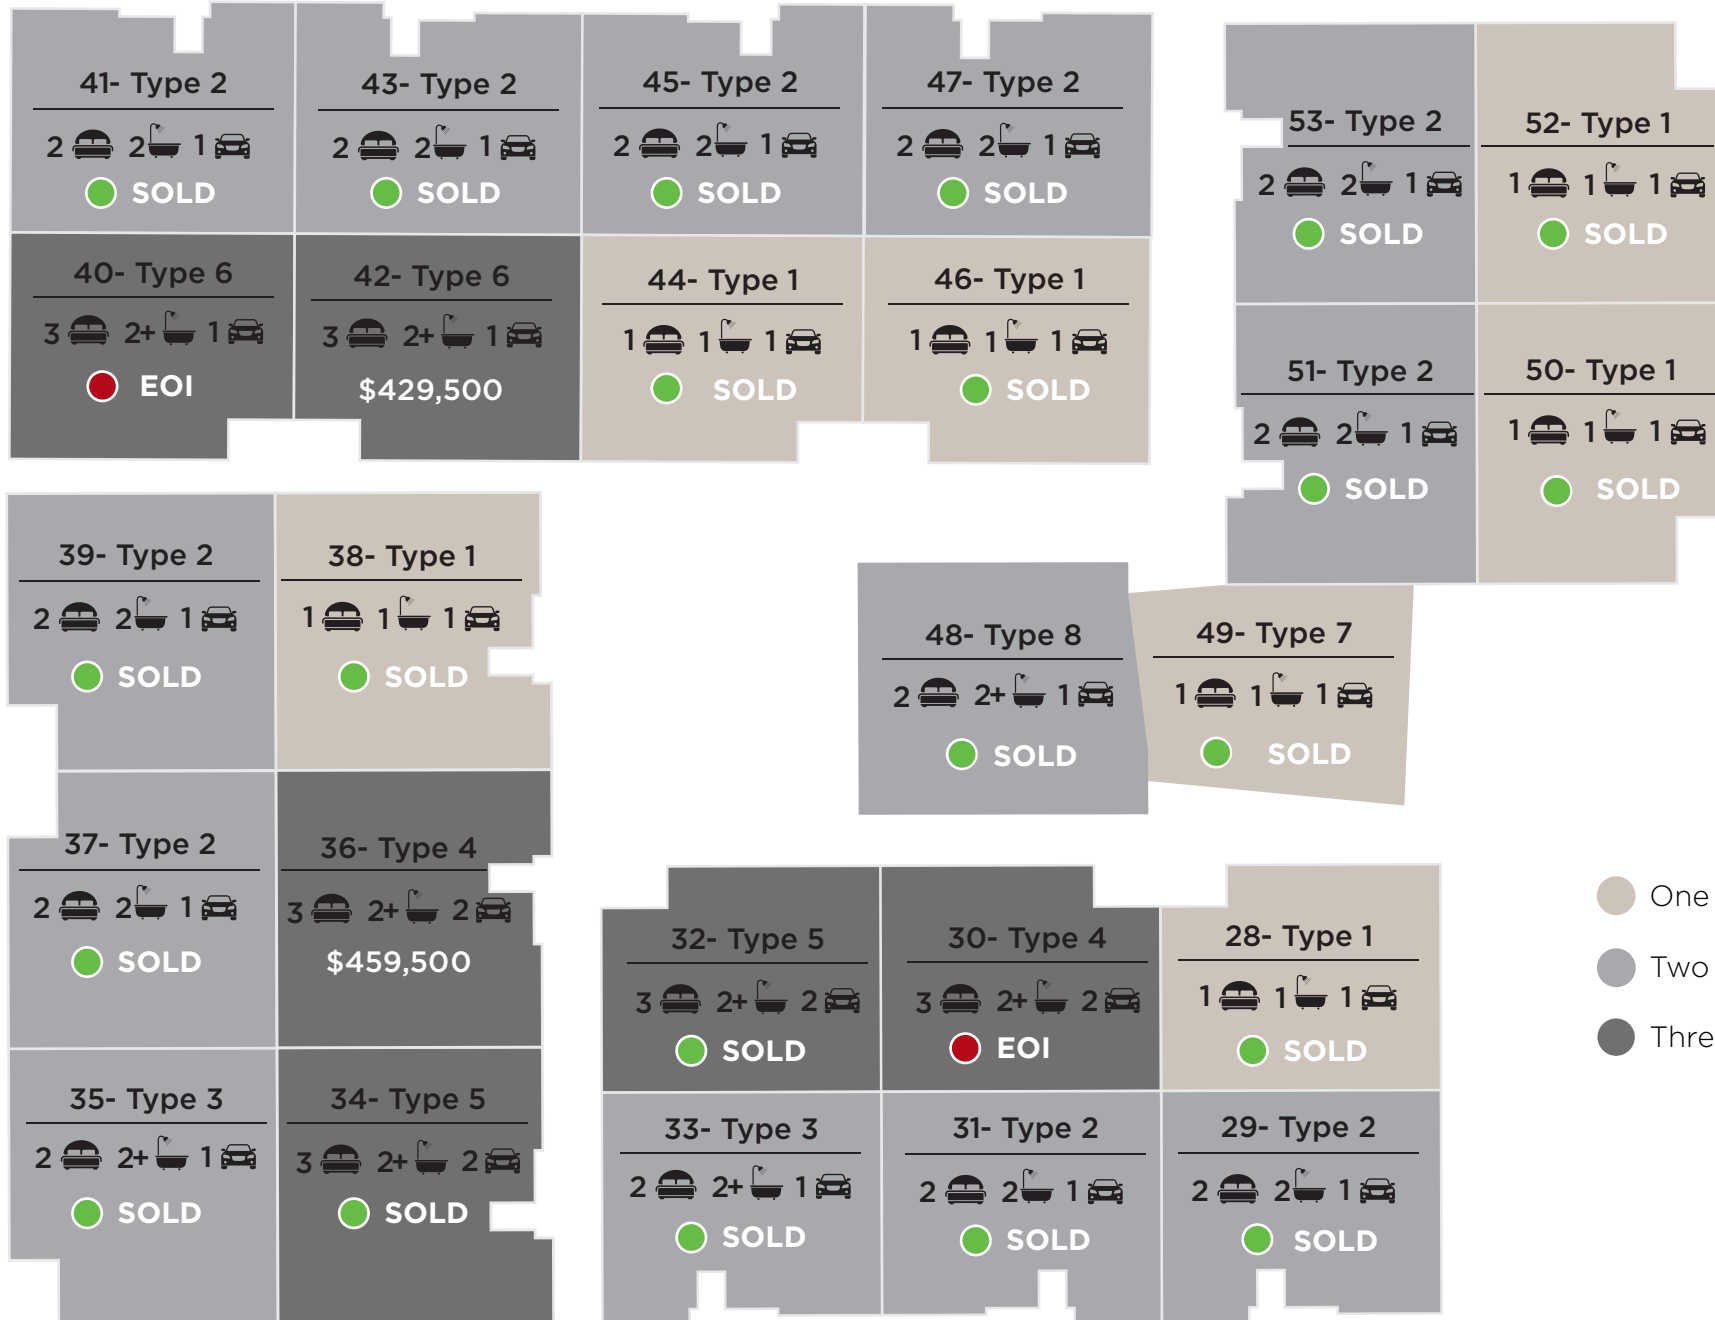 41- Type 2
2 2 1
SOLD
43- Type 2
2 2 1
SOLD
45- Type 2
2 2 1
SOLD
47- Type 2
2 2 1
SOLD
40- Type 6
3 2+ 1
EOI
42- Type 6
3 2+ 1
$429,500
44- Type 1
1 1 1
SOLD
46- Type 1
1 1 1
SOLD
53- Type 2
2 2 1
SOLD
52- Type 1
1 1 1
SOLD
51- Type 2
2 2 1
SOLD
50- Type 1
1 1 1
SOLD
39- Type 2
2 2 1
SOLD
38- Type 1
1 1 1
SOLD
37- Type 2
2 2 1
SOLD
36- Type 4
3 2+ 2
$459,500
35- Type 3
2 2+ 1
SOLD
34- Type 5
3 2+ 2
SOLD
48- Type 8
2 2+ 1
SOLD
49- Type 7
1 1 1
SOLD
32- Type 5
3 2+ 2
SOLD
30- Type 4
3 2+ 2
EOI
28- Type 1
1 1 1
SOLD
33- Type 3
2 2+ 1
SOLD
31- Type 2
2 2 1
SOLD
29- Type 2
2 2 1
SOLD
One
Two
Thre